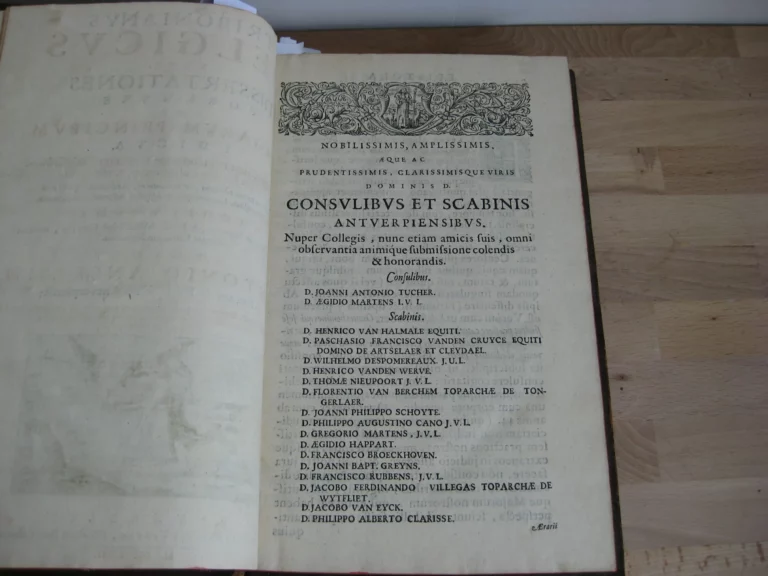 NOBILISSIMIS, AMPLISSIMIS,
ÆQUE AC
PRUDENTISSIMIS, CLARISSIMISQUE VIRIS
DOMINIS D.
CONSVLIBVS ET SCABINIS
ANTVERPIENSIBVS.
Nuper Collegis, nunc etiam amicis suis, omni
observantia animique submissione colendis
& honorandis.
Consulibus.
D. JOANNI ANTONIO TUCHER.
D. ÆGIDIO MARTENS I. V. L.
Scabinis.
D. HENRICO VAN HALMALE EQUITI.
D. PASCHASIO FRANCISCO VANDEN CRUYCE EQUITI
DOMINO DE ARTSELAER ET CLEYDAEL.
D. WILHELMO DESPOMEREAUX. J. U. L.
D. HENRICO VANDEN WERVE.
D. THOMÆ NIEUPOORT J. V. L.
D. FLORENTIO VAN BERCHEM TOPARCHÆ DE TON-
GERLAER.
D. JOANNI PHILIPPO SCHOYTE.
D. PHILIPPO AUGUSTINO CANO J. V. L.
D. GREGORIO MARTENS, J. V. L.
D. ÆGIDIO HAPPART.
D. FRANCISCO BROECKHOVEN.
D. JOANNI BAPT. GREYNS.
D. FRANCISCO RUBBENS, J. V. L.
D. JACOBO FERDINANDO VILLEGAS TOPARCHÆ DE
WYTFLIET.
D. JACOBO VAN EYCK.
D. PHILIPPO ALBERTO CLARISSE.
Ærarii